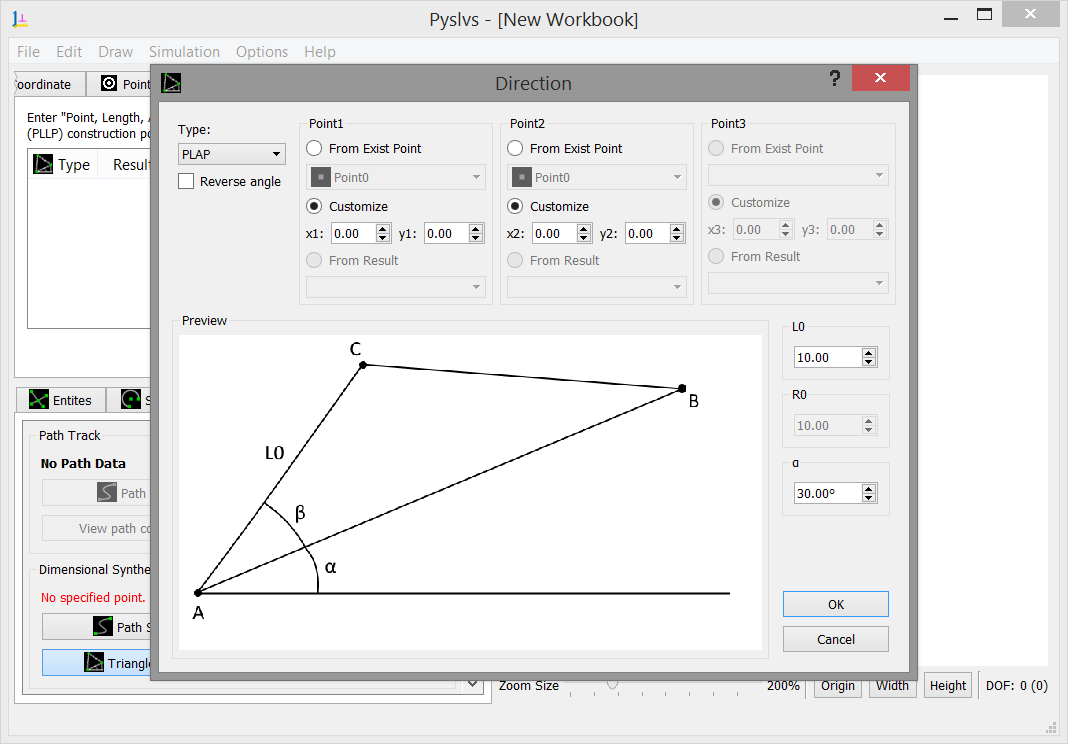 Pyslvs - [New Workbook]
File Edit Draw Simulation Options Help
oordinate Point
Enter "Point, Length,
(PLLP) construction po
Type Result
Direction
?
Type:
PLAP
Reverse angle
Point1
From Exist Point
Point0
Customize
x1: 0.00 y1: 0.00
From Result
Point2
From Exist Point
Point0
Customize
x2: 0.00 y2: 0.00
From Result
Point3
From Exist Point
Customize
x3: 0.00 y3: 0.00
From Result
Preview
C
B
L0
β
α
A
L0
10.00
R0
10.00
α
30.00°
OK
Cancel
Entites S
Path Track
No Path Data
Path
View path co
Dimensional Synthe
No specified point.
Path S
Triangle
Zoom Size 200% Origin Width Height DOF: 0 (0)